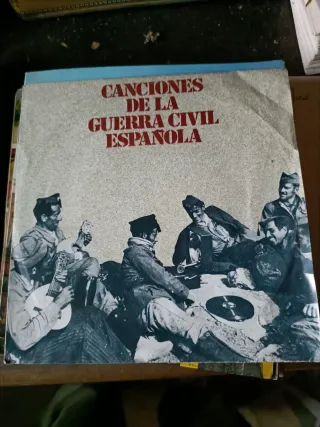 CANCIONES
DE LA
GUERRA CIVIL
ESPAÑOLA